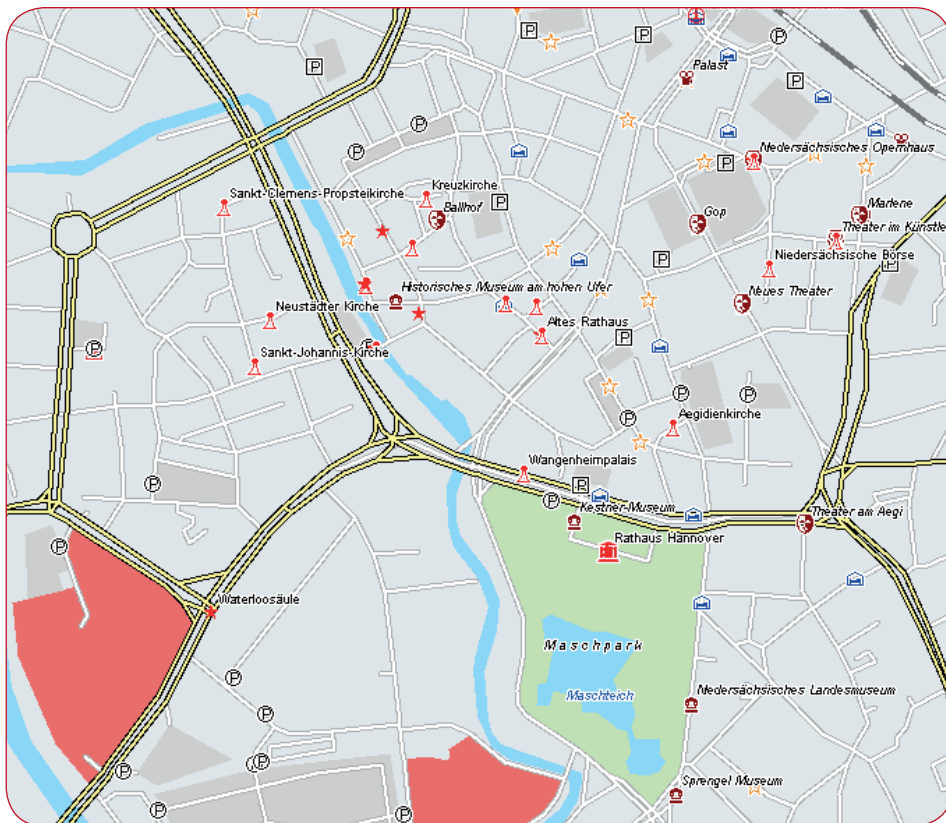 P
P
Palast
P
P
P
P
P
Niedersächsisches Opernhaus
P
Sankt-Clemens-Propsteikirche
Kreuzkirche
Ballhof
P
Gop
Marlene
Theater im Künstle
P
Niedersächsische Börse
P
Historisches Museum am hohen Ufer
Neues Theater
Neustädter Kirche
Altes Rathaus
P
P
P
Sankt-Johannis-Kirche
P
P
P
Aegidienkirche
Wangenheimpalais
P
P
P
Kestner-Museum
Theater am Aegi
Rathaus Hannover
P
Waterloosäule
Maschpark
P
Maschteich
Niedersächsisches Landesmuseum
P
P
P
P
Sprengel Museum
P
P